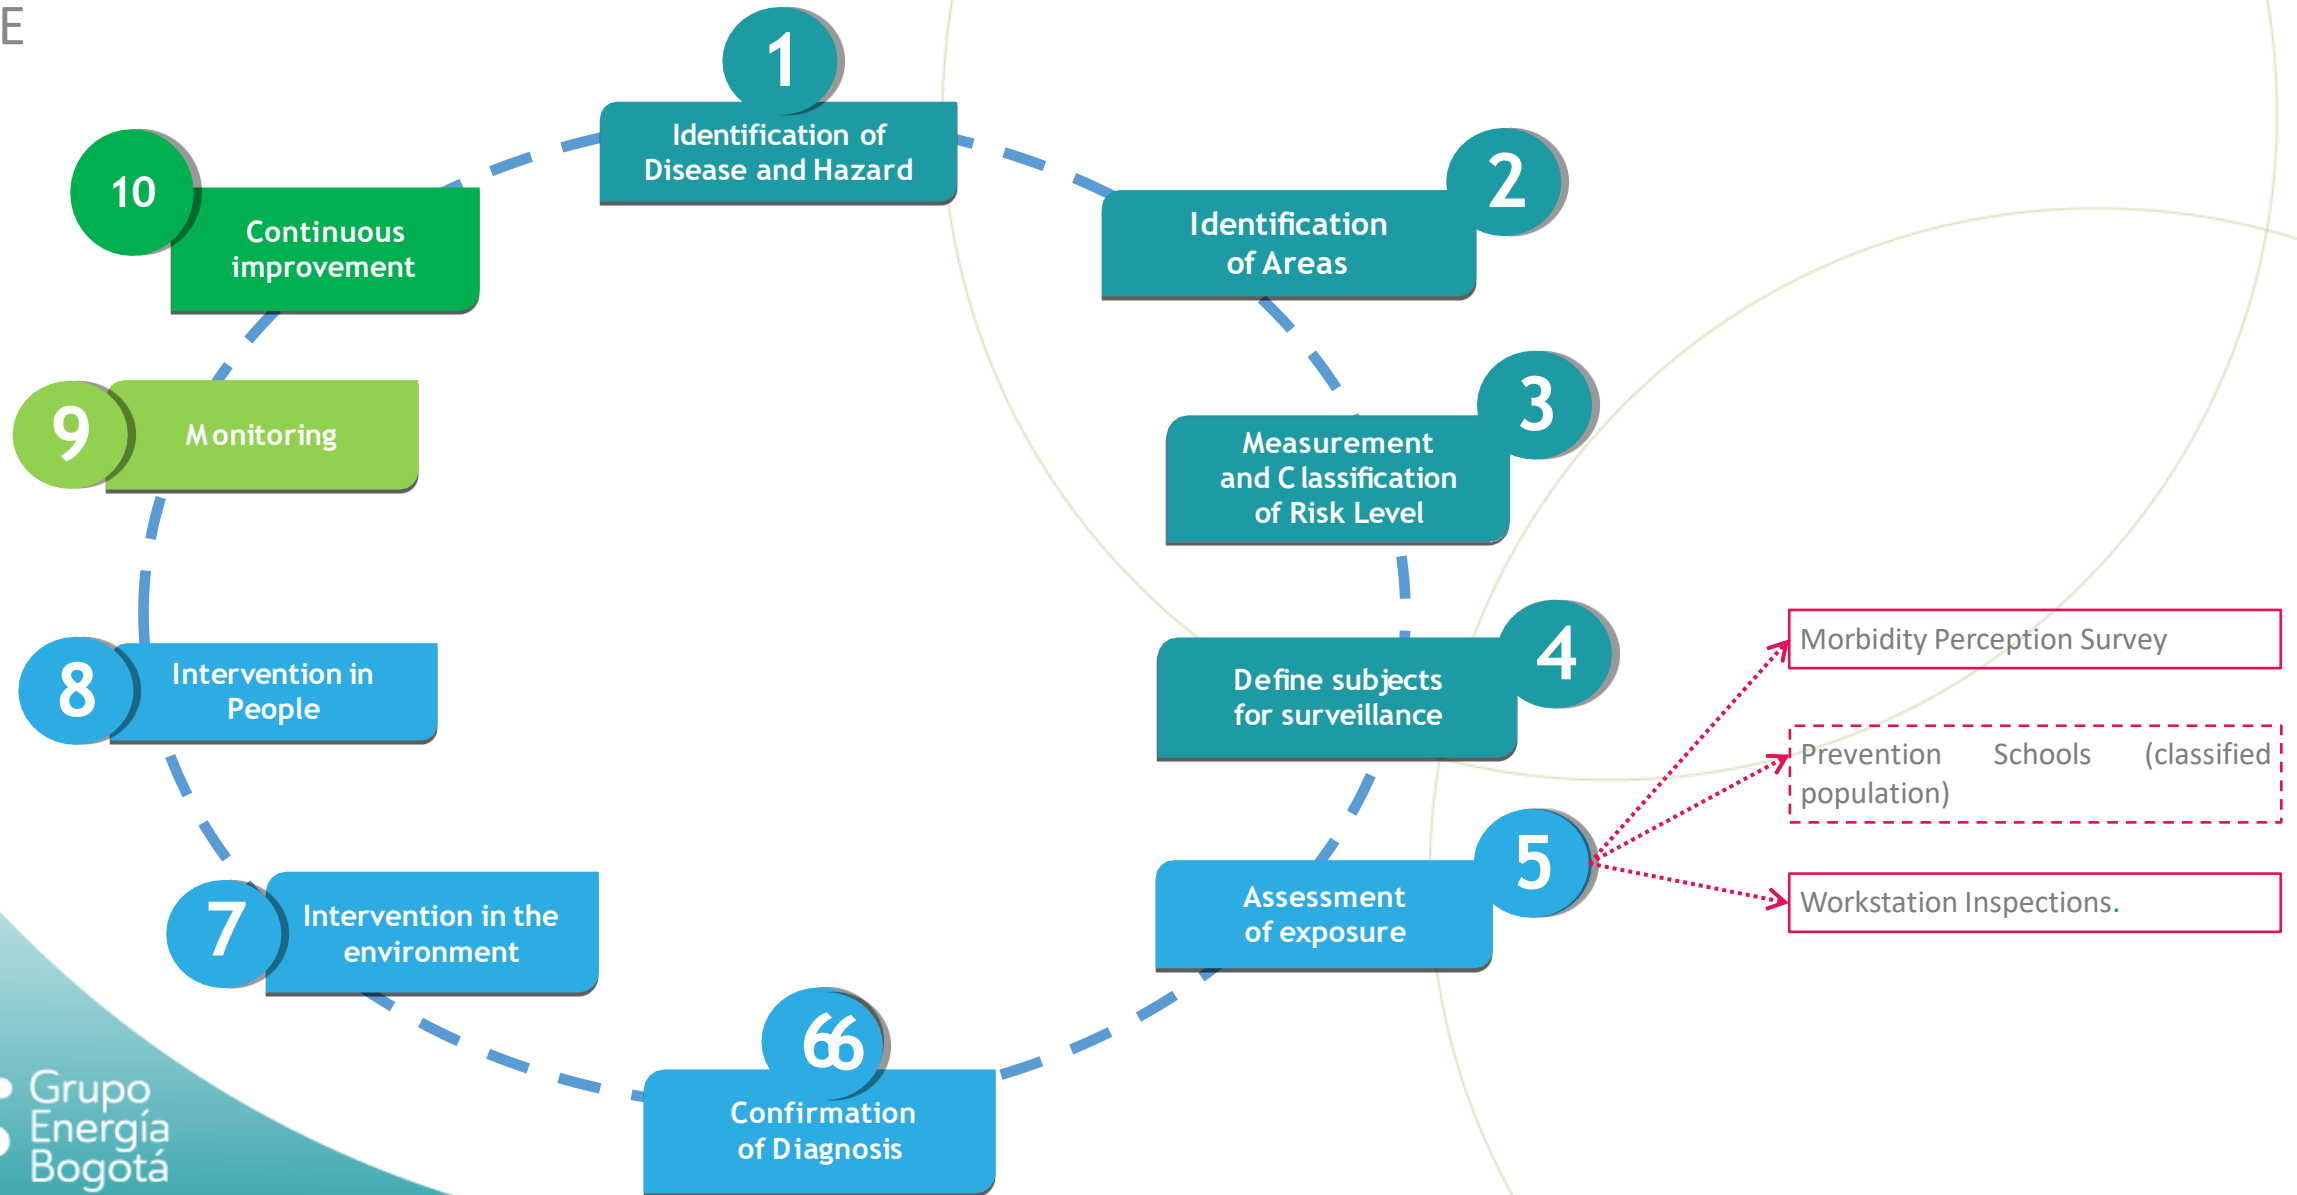 E
1
Identification of
Disease and Hazard
2
Identification
of Areas
3
Measurement
and Classification
of Risk Level
4
Define subjects
for surveillance
5
Assessment
of exposure
Morbidity Perception Survey
Prevention Schools (classified
population)
Workstation Inspections.
66
Confirmation
of Diagnosis
7
Intervention in the
environment
8
Intervention in
People
9
Monitoring
10
Continuous
improvement
Grupo
Energía
Bogotá